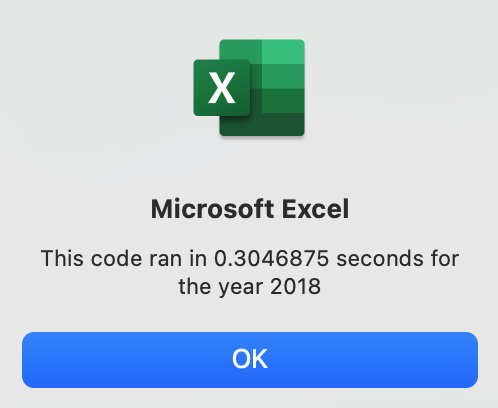 X
Microsoft Excel
This code ran in 0.3046875 seconds for
the year 2018
OK